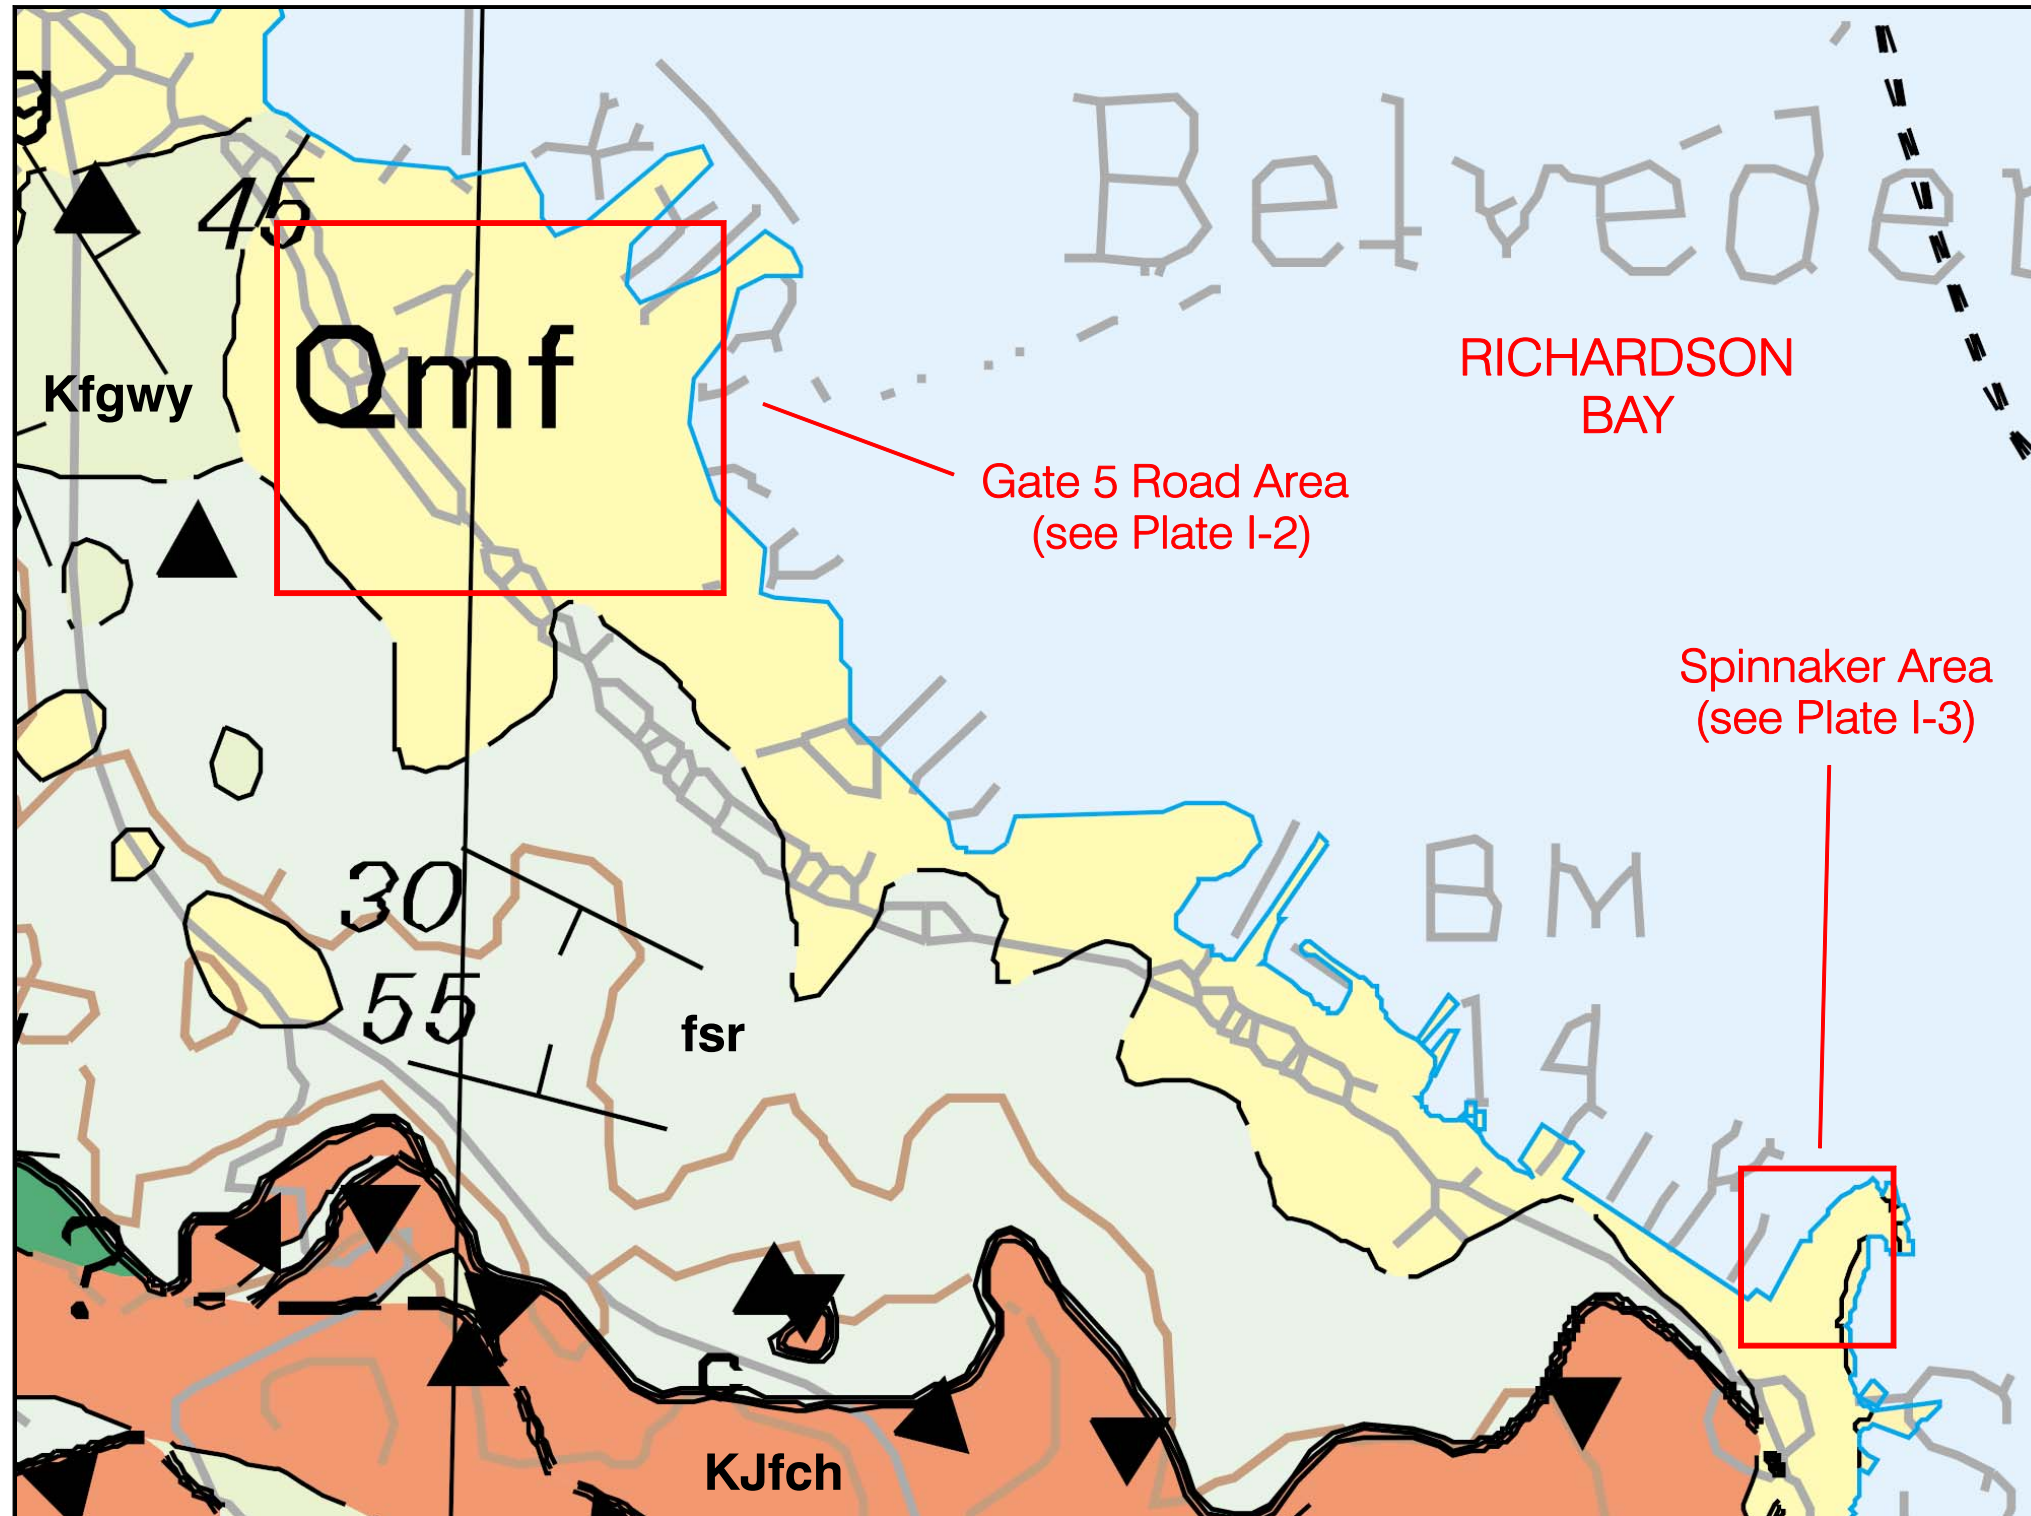 g
45
Belveder
Qmf
RICHARDSON
BAY
Kfgwy
Gate 5 Road Area
(see Plate I-2)
Spinnaker Area
(see Plate I-3)
30
BM
14
55
fsr
?
c
KJfch